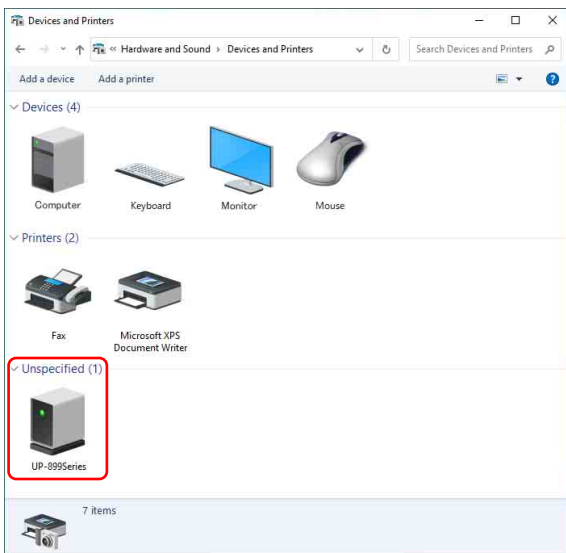 Devices and Printers
« Hardware and Sound › Devices and Printers
Search Devices and Printers
Add a device Add a printer
Devices (4)
Computer Keyboard Monitor Mouse
Printers (2)
Fax Microsoft XPS
Document Writer
Unspecified (1)
UP-899Series
7 items